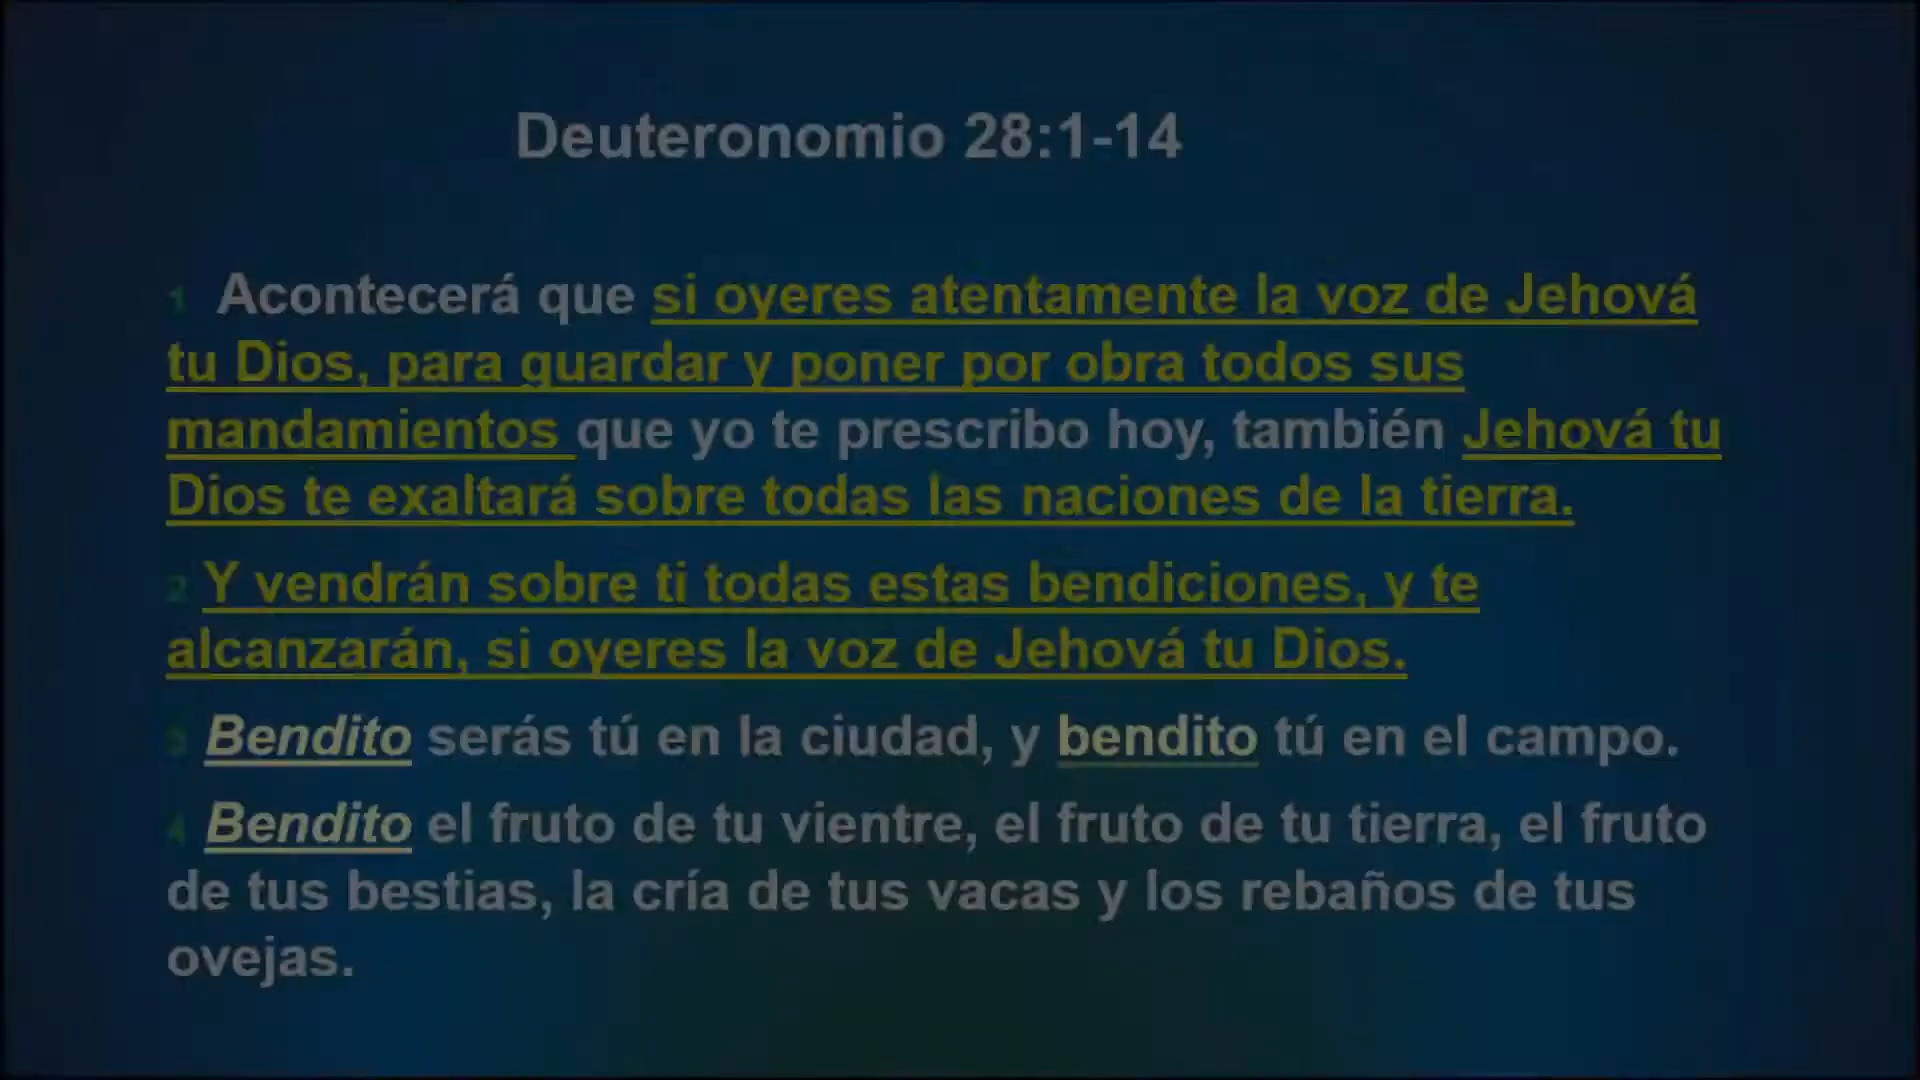 Deuteronomio 28:1-14
1 Acontecerá que si oyeres atentamente la voz de Jehová
tu Dios, para guardar y poner por obra todos sus
mandamientos que yo te prescribo hoy, también Jehová tu
Dios te exaltará sobre todas las naciones de la tierra.
2 Y vendrán sobre ti todas estas bendiciones, y te
alcanzarán, si oyeres la voz de Jehová tu Dios.
3 Bendito serás tú en la ciudad, y bendito tú en el campo.
4 Bendito el fruto de tu vientre, el fruto de tu tierra, el fruto
de tus bestias, la cría de tus vacas y los rebaños de tus
ovejas.